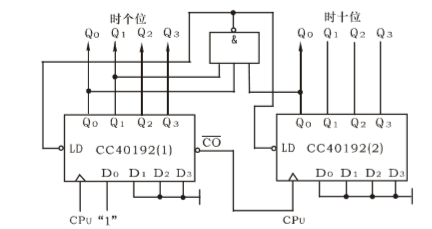 时个位 时十位
Q0 Q1 Q2 Q3 Q0 Q1 Q2 Q3
&
Q0 Q1 Q2 Q3 Q0 Q1 Q2 Q3
LD CC40192(1) CO LD CC40192(2)
D0 D1 D2 D3 D0 D1 D2 D3
CPU "1" CPU